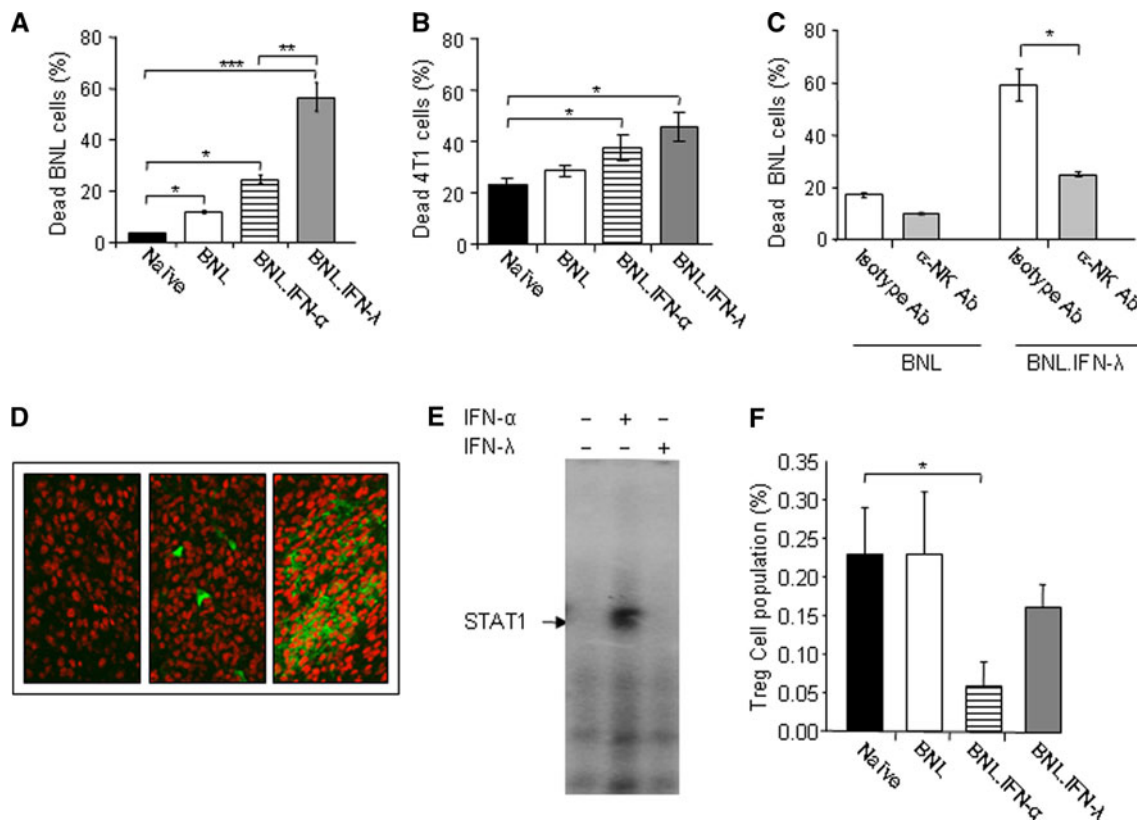 A
Dead BNL cells (%)
80
60
40
20
0
***
**
*
*
Naïve
BNL
BNL.IFN-α
BNL.IFN-λ
B
Dead 4T1 cells (%)
80
60
40
20
0
*
*
Naïve
BNL
BNL.IFN-α
BNL.IFN-λ
C
Dead BNL cells (%)
80
60
40
20
0
*
Isotype Ab
α-NK Ab
Isotype Ab
α-NK Ab
BNL
BNL.IFN-λ
D
E
IFN-α - + -
IFN-λ - - +
STAT1
F
Treg Cell population (%)
0.35
0.30
0.25
0.20
0.15
0.10
0.05
0.00
*
Naïve
BNL
BNL.IFN-α
BNL.IFN-λ